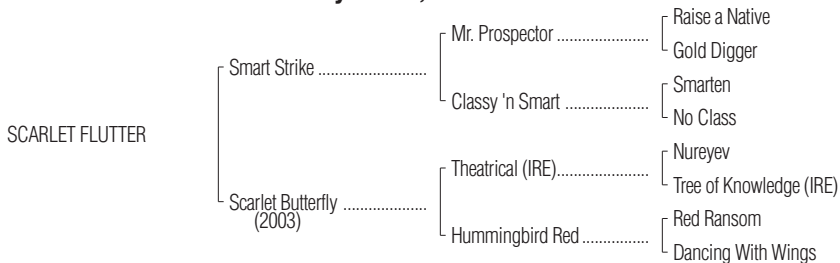 Raise a Native
Mr. Prospector ......................
Gold Digger
Smart Strike ..........................
Smarten
Classy 'n Smart ....................
No Class
SCARLET FLUTTER
Nureyev
Theatrical (IRE)......................
Tree of Knowledge (IRE)
Scarlet Butterfly ....................
(2003)
Red Ransom
Hummingbird Red ................
Dancing With Wings